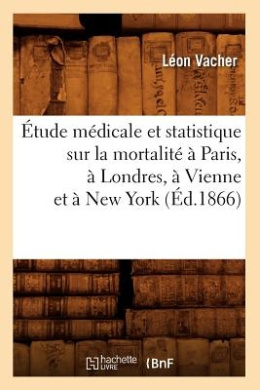 Léon Vacher
Étude médicale et statistique
sur la mortalité à Paris,
à Londres, à Vienne
et à New York (Éd.1866)
hachette
LIVRE
{BnF